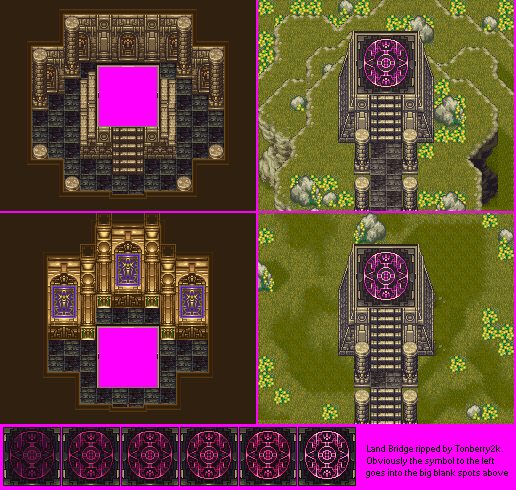 Land Bridge ripped by Tonberry2k.
Obviously the symbol to the left
goes into the big blank spots above